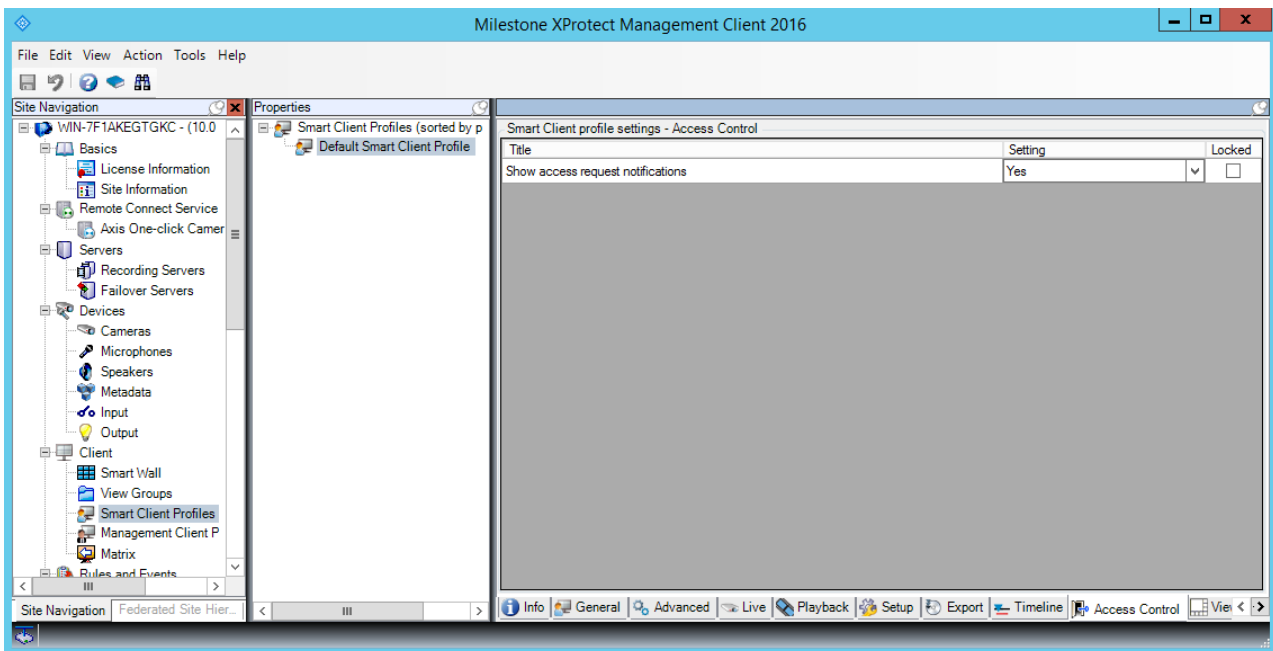 Milestone XProtect Management Client 2016
File Edit View Action Tools Help
Site Navigation
WIN-7F1AKEGTGKC - (10.0
Basics
License Information
Site Information
Remote Connect Service
Axis One-click Camer
Servers
Recording Servers
Failover Servers
Devices
Cameras
Microphones
Speakers
Metadata
Input
Output
Client
Smart Wall
View Groups
Smart Client Profiles
Management Client P
Matrix
Rules and Events
Site Navigation Federated Site Hier...
Properties
Smart Client Profiles (sorted by p
Default Smart Client Profile
Smart Client profile settings - Access Control
Title Setting Locked
Show access request notifications Yes
Info General Advanced Live Playback Setup Export Timeline Access Control View